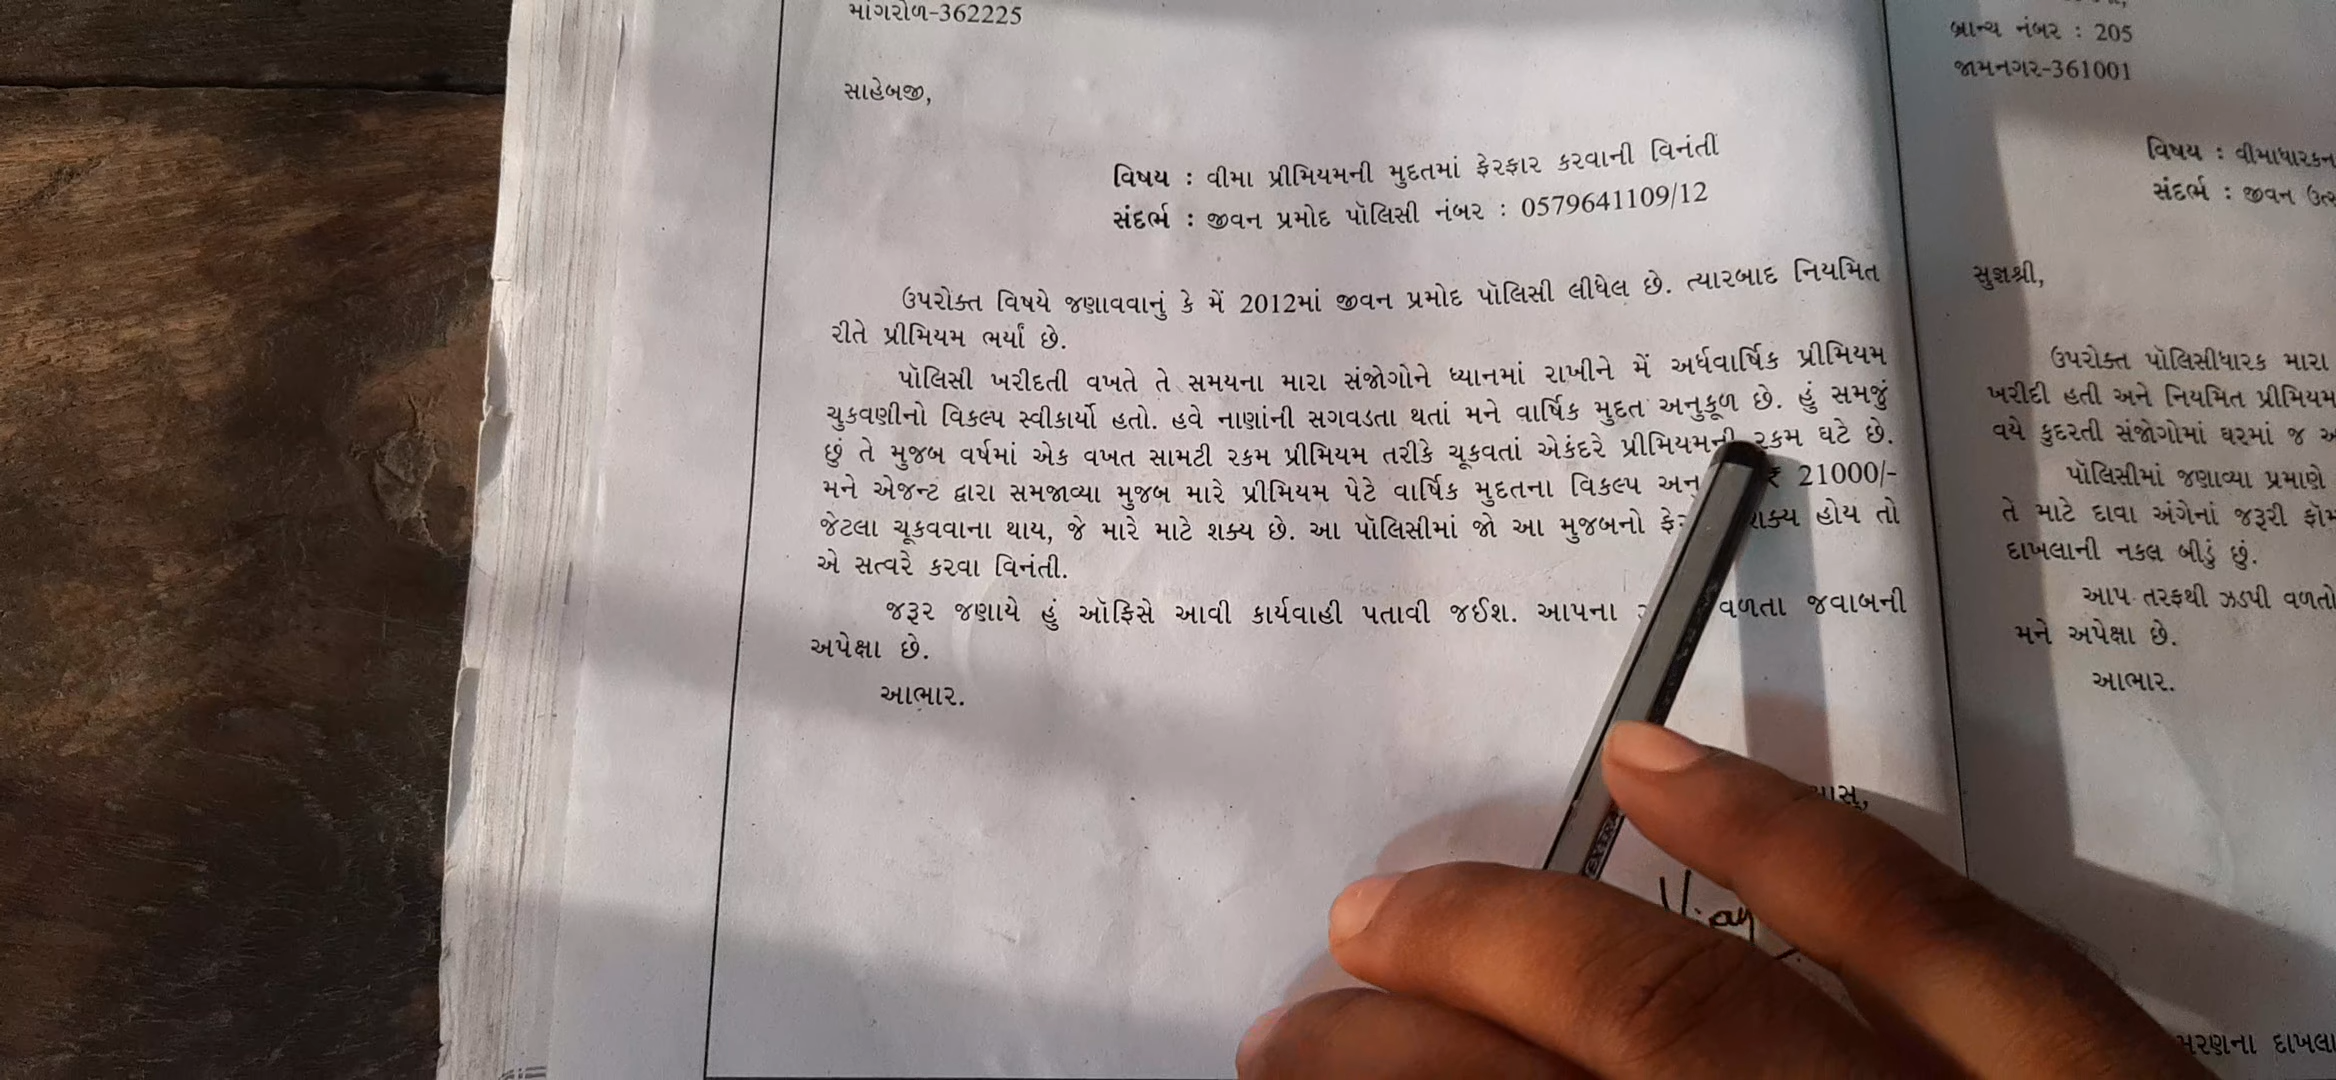 માંગરોળ-362225
સાહેબજી,
વિષય : વીમા પ્રીમિયમની મુદતમાં ફેરફાર કરવાની વિનંતી
સંદર્ભ : જીવન પ્રમોદ પૉલિસી નંબર : 0579641109/12
ઉપરોક્ત વિષયે જણાવવાનું કે મેં 2012માં જીવન પ્રમોદ પૉલિસી લીધેલ છે. ત્યારબાદ નિયમિત
રીતે પ્રીમિયમ ભર્યાં છે.
પૉલિસી ખરીદતી વખતે તે સમયના મારા સંજોગોને ધ્યાનમાં રાખીને મેં અર્ધવાર્ષિક પ્રીમિયમ
ચુકવણીનો વિકલ્પ સ્વીકાર્યો હતો. હવે નાણાંની સગવડતા થતાં મને વાર્ષિક મુદત અનુકૂળ છે. હું સમજું
છું તે મુજબ વર્ષમાં એક વખત સામટી રકમ પ્રીમિયમ તરીકે ચૂકવતાં એકંદરે પ્રીમિયમની રકમ ઘટે છે.
મને એજન્ટ દ્વારા સમજાવ્યા મુજબ મારે પ્રીમિયમ પેટે વાર્ષિક મુદતના વિકલ્પ ₹ 21000/-
જેટલા ચૂકવવાના થાય, જે મારે માટે શક્ય છે. આ પૉલિસીમાં જો આ મુજબનો શક્ય હોય તો
એ સત્વરે કરવા વિનંતી.
જરૂર જણાયે હું ઑફિસે આવી કાર્યવાહી પતાવી જઈશ. આપના વળતા જવાબની
અપેક્ષા છે.
આભાર.
Vijay
બ્રાન્ચ નંબર : 205
જામનગર-361001
વિષય : વીમાધારકન
સંદર્ભ : જીવન
સુજ્ઞશ્રી,
ઉપરોક્ત પૉલિસીધારક મારા
ખરીદી હતી અને નિયમિત પ્રીમિયમ
વયે કુદરતી સંજોગોમાં ઘરમાં જ
પૉલિસીમાં જણાવ્યા પ્રમાણે
તે માટે દાવા અંગેનાં જરૂરી
દાખલાની નકલ બીડું છું.
આપ તરફથી ઝડપી વળતો
મને અપેક્ષા છે.
આભાર.
મરણના દાખલા